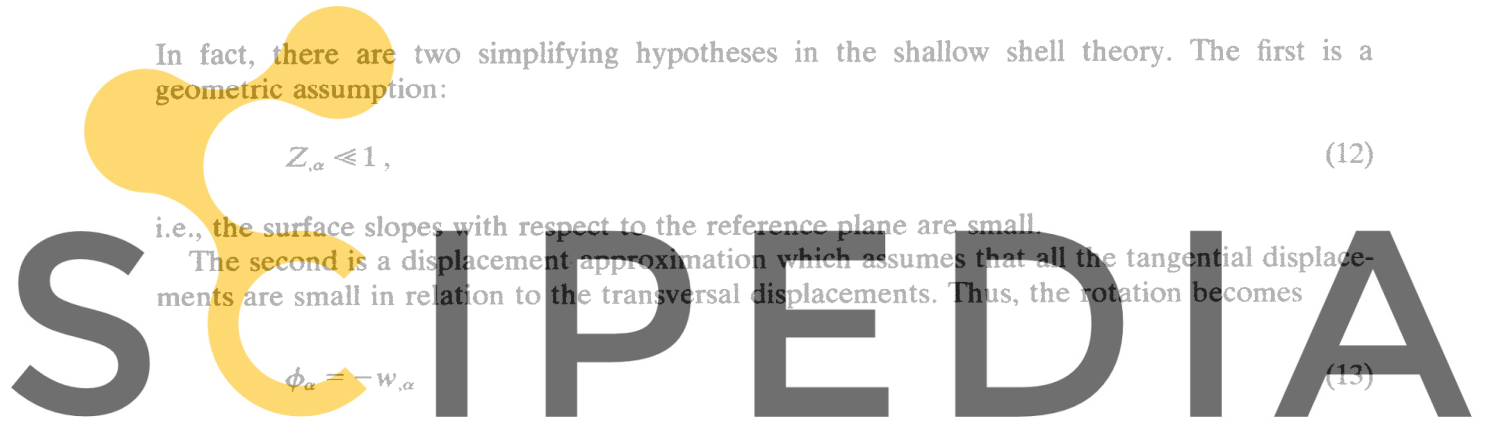 In fact, there are two simplifying hypotheses in the shallow shell theory. The first is a
geometric assumption:
Z,α ≪ 1 , (12)
i.e., the surface slopes with respect to the reference plane are small.
The second is a displacement approximation which assumes that all the tangential displace-
ments are small in relation to the transversal displacements. Thus, the rotation becomes
ϕα = −w,α (13)
SCIPEDIA